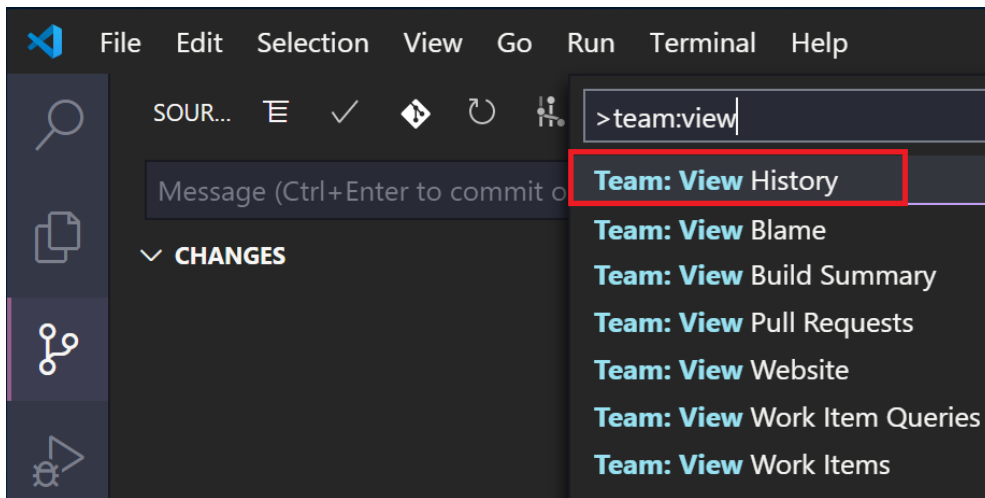 File Edit Selection View Go Run Terminal Help
SOUR...
>team:view
Message (Ctrl+Enter to commit o
CHANGES
Team: View History
Team: View Blame
Team: View Build Summary
Team: View Pull Requests
Team: View Website
Team: View Work Item Queries
Team: View Work Items